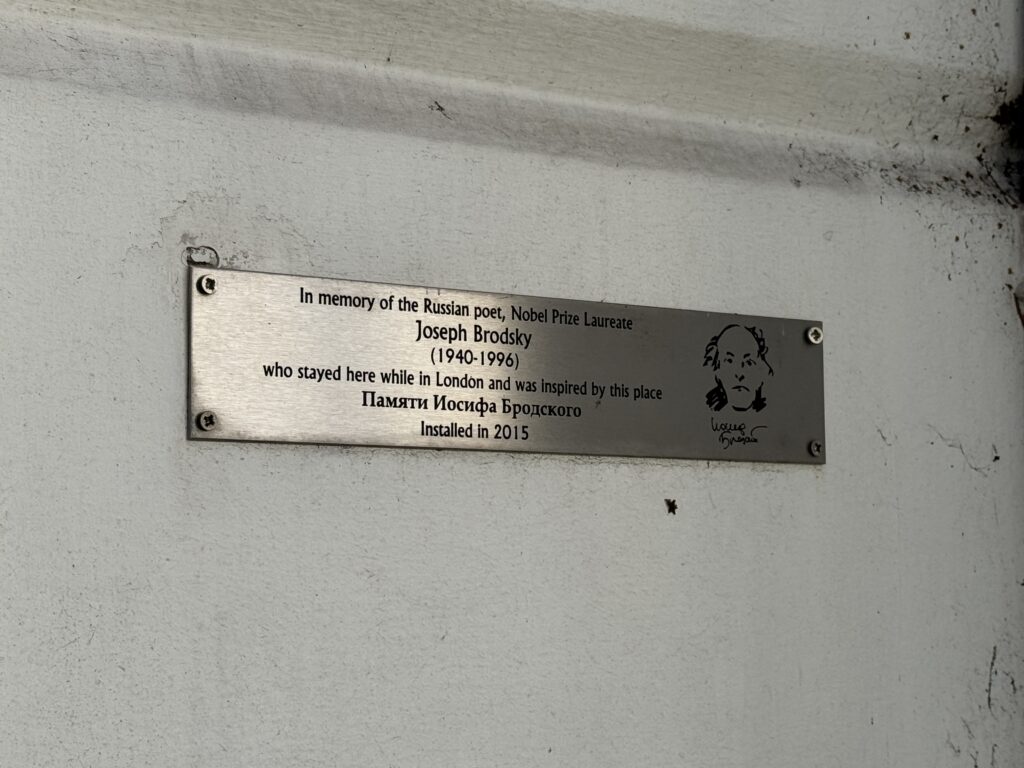 In memory of the Russian poet, Nobel Prize Laureate
Joseph Brodsky
(1940-1996)
who stayed here while in London and was inspired by this place
Памяти Иосифа Бродского
Installed in 2015